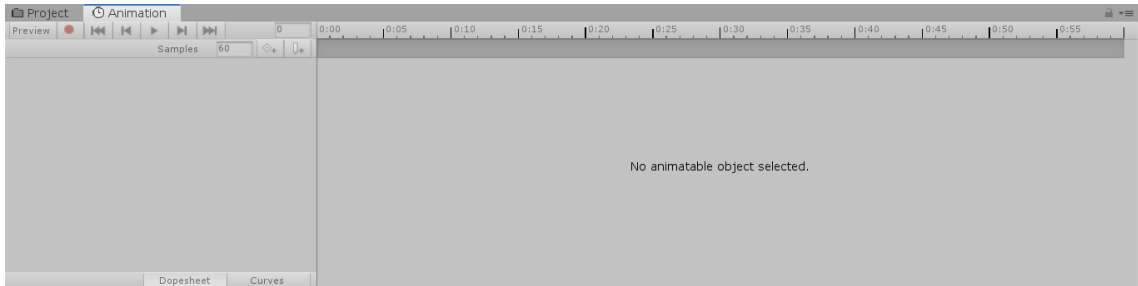 Project Animation
Preview 0 0:00 0:05 0:10 0:15 0:20 0:25 0:30 0:35 0:40 0:45 0:50 0:55
Samples 60
No animatable object selected.
Dopesheet Curves